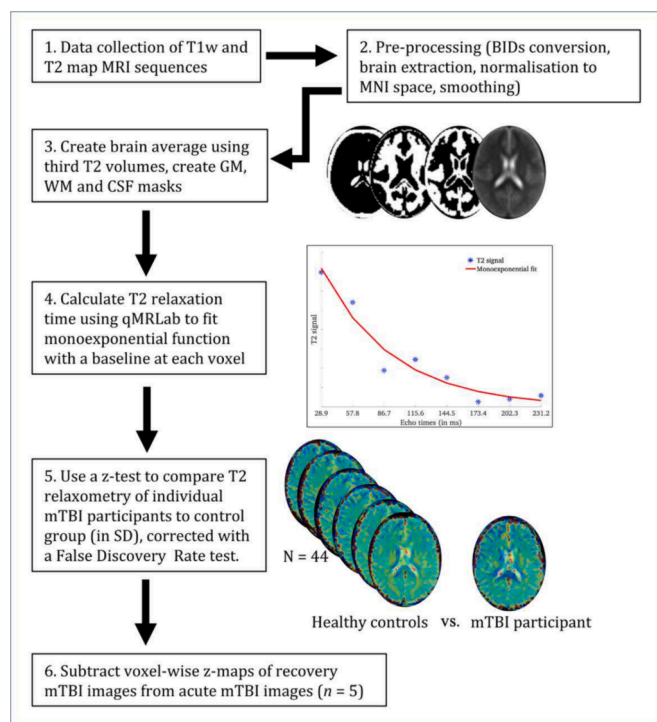 1. Data collection of T1w and
T2 map MRI sequences
2. Pre-processing (BIDs conversion,
brain extraction, normalisation to
MNI space, smoothing)
3. Create brain average using
third T2 volumes, create GM,
WM and CSF masks
4. Calculate T2 relaxation
time using qMRLab to fit
monoexponential function
with a baseline at each voxel
T2 signal
Monoexponential fit
T2 signal
28.9 57.8 86.7 115.6 144.5 173.4 202.3 231.2
Echo times (in ms)
5. Use a z-test to compare T2
relaxometry of individual
mTBI participants to control
group (in SD), corrected with
a False Discovery Rate test.
N = 44
Healthy controls vs. mTBI participant
6. Subtract voxel-wise z-maps of recovery
mTBI images from acute mTBI images (n = 5)